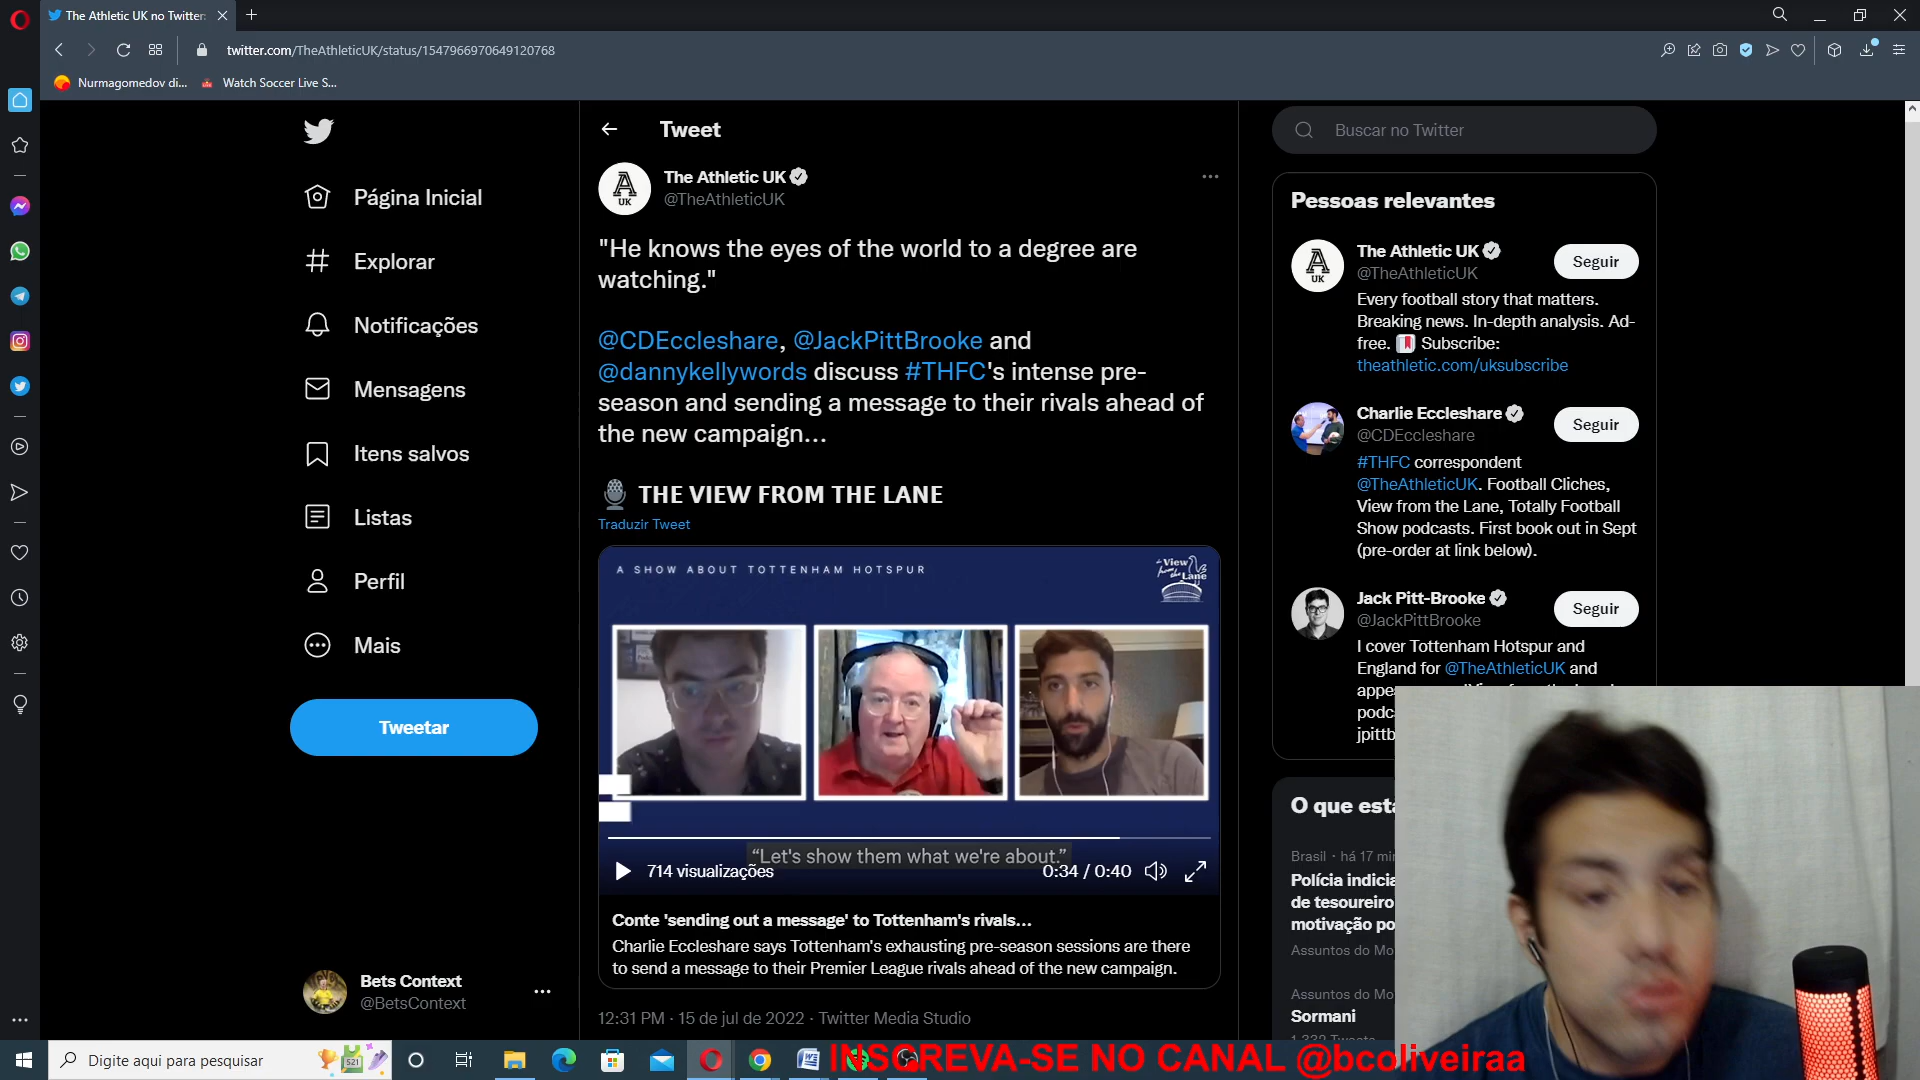 The Athletic UK no Twitter:
twitter.com/TheAthleticUK/status/1547966970649120768
Nurmagomedov di...
Watch Soccer Live S...
Página Inicial
Explorar
Notificações
Mensagens
Itens salvos
Listas
Perfil
Mais
Tweetar
Bets Context
@BetsContext
Tweet
The Athletic UK
@TheAthleticUK
"He knows the eyes of the world to a degree are
watching."
@CDEccleshare, @JackPittBrooke and
@dannykellywords discuss #THFC's intense pre-
season and sending a message to their rivals ahead of
the new campaign...
THE VIEW FROM THE LANE
Traduzir Tweet
A SHOW ABOUT TOTTENHAM HOTSPUR
View from the Lane
“Let's show them what we're about.”
714 visualizações
0:34 / 0:40
Conte 'sending out a message' to Tottenham's rivals...
Charlie Eccleshare says Tottenham's exhausting pre-season sessions are there
to send a message to their Premier League rivals ahead of the new campaign.
12:31 PM · 15 de jul de 2022 · Twitter Media Studio
Buscar no Twitter
Pessoas relevantes
The Athletic UK
@TheAthleticUK
Seguir
Every football story that matters.
Breaking news. In-depth analysis. Ad-
free. Subscribe:
theathletic.com/uksubscribe
Charlie Eccleshare
@CDEccleshare
Seguir
#THFC correspondent
@TheAthleticUK. Football Cliches,
View from the Lane, Totally Football
Show podcasts. First book out in Sept
(pre-order at link below).
Jack Pitt-Brooke
@JackPittBrooke
Seguir
I cover Tottenham Hotspur and
England for @TheAthleticUK and
O que
Brasil · há 17
Polícia
de tesoureiro
motivação
Assuntos do
Assuntos do
Sormani
Digite aqui para pesquisar
INSCREVA-SE NO CANAL @bcoliveiraa